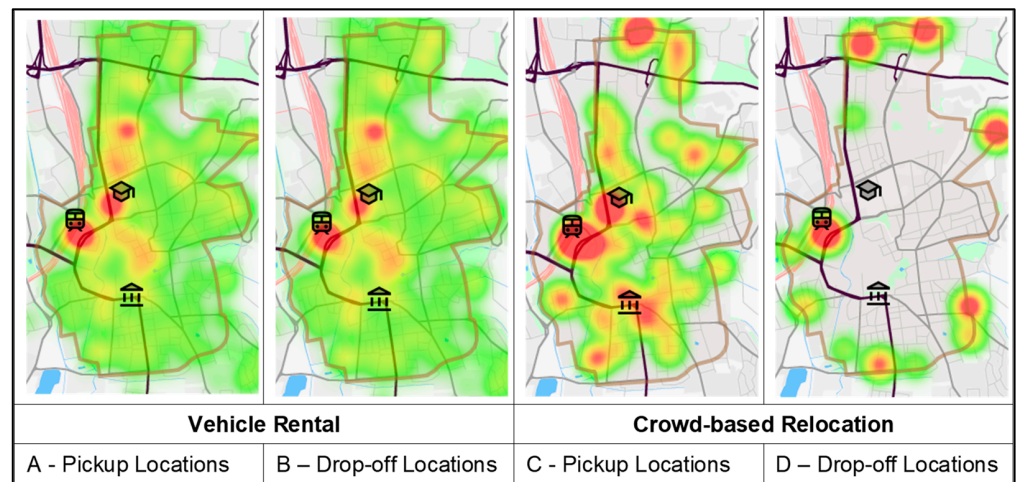 Vehicle Rental
Crowd-based Relocation
A - Pickup Locations
B – Drop-off Locations
C - Pickup Locations
D – Drop-off Locations